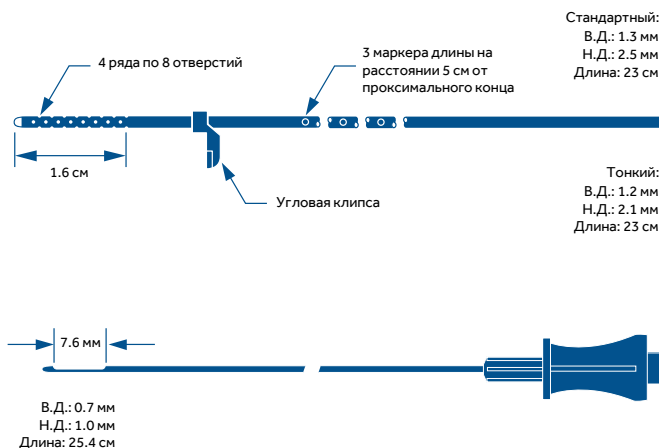 Стандартный:
В.Д.: 1.3 мм
Н.Д.: 2.5 мм
Длина: 23 см
4 ряда по 8 отверстий
3 маркера длины на
расстоянии 5 см от
проксимального конца
1.6 см
Угловая клипса
Тонкий:
В.Д.: 1.2 мм
Н.Д.: 2.1 мм
Длина: 23 см
7.6 мм
В.Д.: 0.7 мм
Н.Д.: 1.0 мм
Длина: 25.4 см